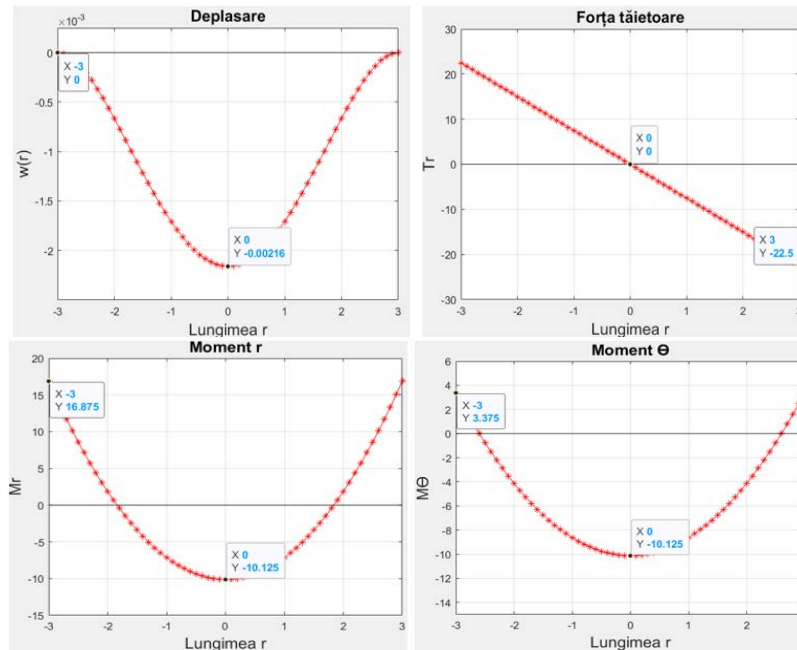 Deplasare
×10⁻³
0
-0.5
-1
-1.5
-2
w(r)
X -3
Y 0
X 0
Y -0.00216
-3 -2 -1 0 1 2 3
Lungimea r
Forța tăietoare
30
20
10
0
-10
-20
-30
Tr
X 0
Y 0
X 3
Y -22.5
-3 -2 -1 0 1 2 3
Lungimea r
Moment r
20
15
10
5
0
-5
-10
-15
Mr
X -3
Y 16.875
X 0
Y -10.125
-3 -2 -1 0 1 2 3
Lungimea r
Moment Ɵ
6
4
2
0
-2
-4
-6
-8
-10
-12
-14
MƟ
X -3
Y 3.375
X 0
Y -10.125
-3 -2 -1 0 1 2 3
Lungimea r